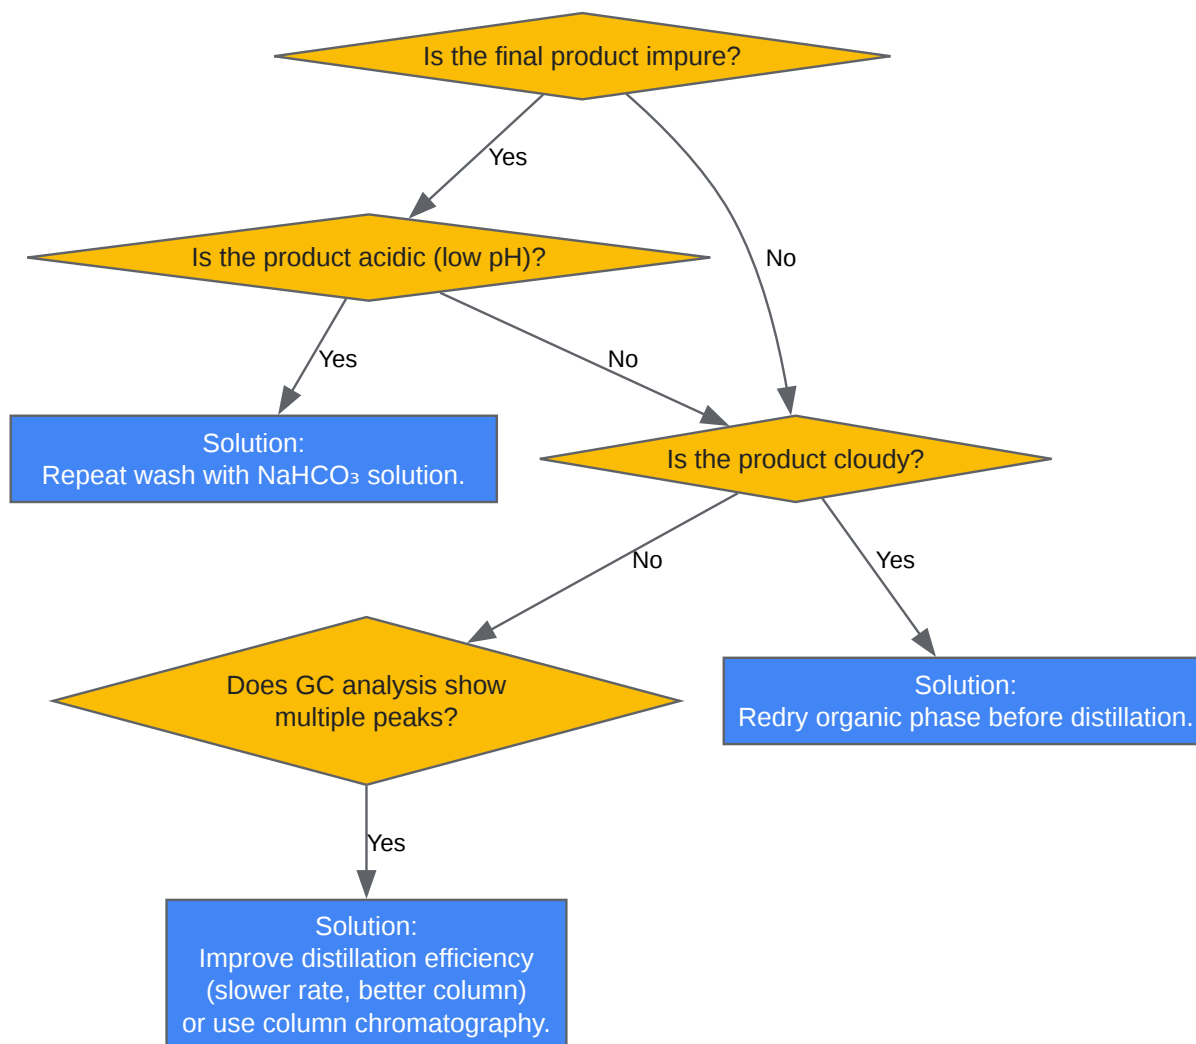 Is the final product impure?
Yes
No
Is the product acidic (low pH)?
Yes
No
Solution:
Repeat wash with NaHCO₃ solution.
Is the product cloudy?
No
Yes
Does GC analysis show
multiple peaks?
Solution:
Redry organic phase before distillation.
Yes
Solution:
Improve distillation efficiency
(slower rate, better column)
or use column chromatography.